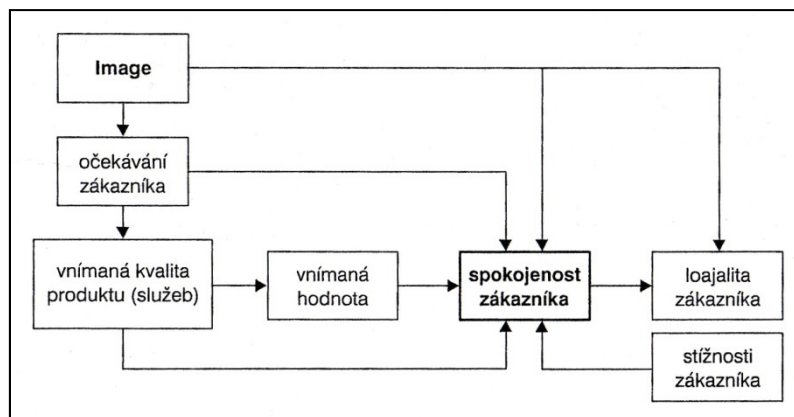 Image
očekávání
zákazníka
vnímaná kvalita
produktu (služeb)
vnímaná
hodnota
spokojenost
zákazníka
loajalita
zákazníka
stížnosti
zákazníka